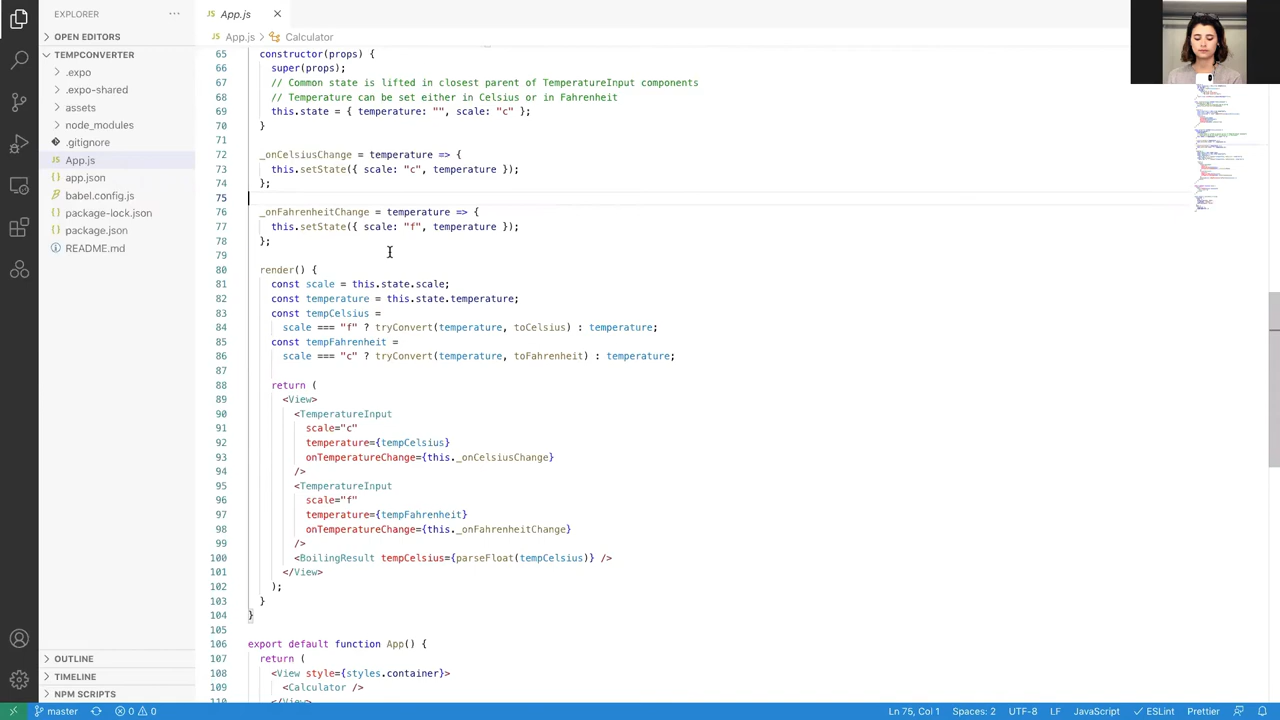 EXPLORER
App.js
OPEN EDITORS
App.js
Calculator
TEMPCONVERTER
.expo
.expo-shared
assets
modules
ore
App.js
config.js
package-lock.json
package.json
README.md
65 constructor(props) {
66 super(props);
67 // Common state is lifted in closest parent of TemperatureInput components
68 // Temperature can be set either in Celsius or in Fahrenheit
69 this.state = { temperature: "", scale: "c" };
70 }
71
72 _onCelsiusChange = temperature => {
73 this.setState({ scale: "c", temperature });
74 };
75
76 _onFahrenheitChange = temperature => {
77 this.setState({ scale: "f", temperature });
78 };
79
80 render() {
81 const scale = this.state.scale;
82 const temperature = this.state.temperature;
83 const tempCelsius =
84 scale === "f" ? tryConvert(temperature, toCelsius) : temperature;
85 const tempFahrenheit =
86 scale === "c" ? tryConvert(temperature, toFahrenheit) : temperature;
87
88 return (
89 <View>
90 <TemperatureInput
91 scale="c"
92 temperature={tempCelsius}
93 onTemperatureChange={this._onCelsiusChange}
94 />
95 <TemperatureInput
96 scale="f"
97 temperature={tempFahrenheit}
98 onTemperatureChange={this._onFahrenheitChange}
99 />
100 <BoilingResult tempCelsius={parseFloat(tempCelsius)} />
101 </View>
102 );
103 }
104 }
105
106 export default function App() {
107 return (
108 <View style={styles.container}>
109 <Calculator />
110 </View>
OUTLINE
TIMELINE
NPM SCRIPTS
master
0 0
Ln 75, Col 1
Spaces: 2
UTF-8
LF
JavaScript
ESLint
Prettier